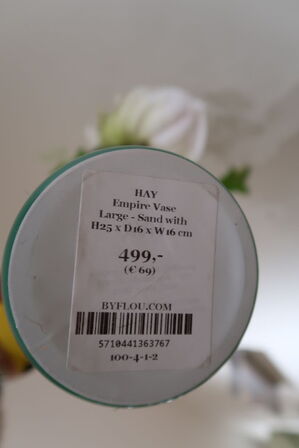 HAY
Empire Vase
Large - Sand with
H25 x D16 x W16 cm
499,-
(€ 69)
BYFLOU.COM
5710441363767
100-4-1-2